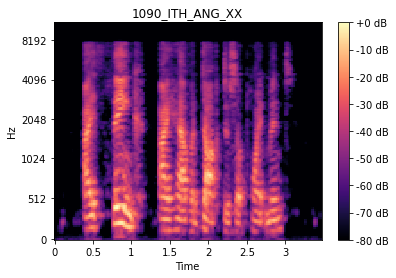 1090_ITH_ANG_XX
+0 dB
8192
-10 dB
4096
-20 dB
-30 dB
2048
Hz
-40 dB
1024
-50 dB
512
-60 dB
-70 dB
0
-80 dB
0 0.5 1 1.5 2 2.5 3
Time